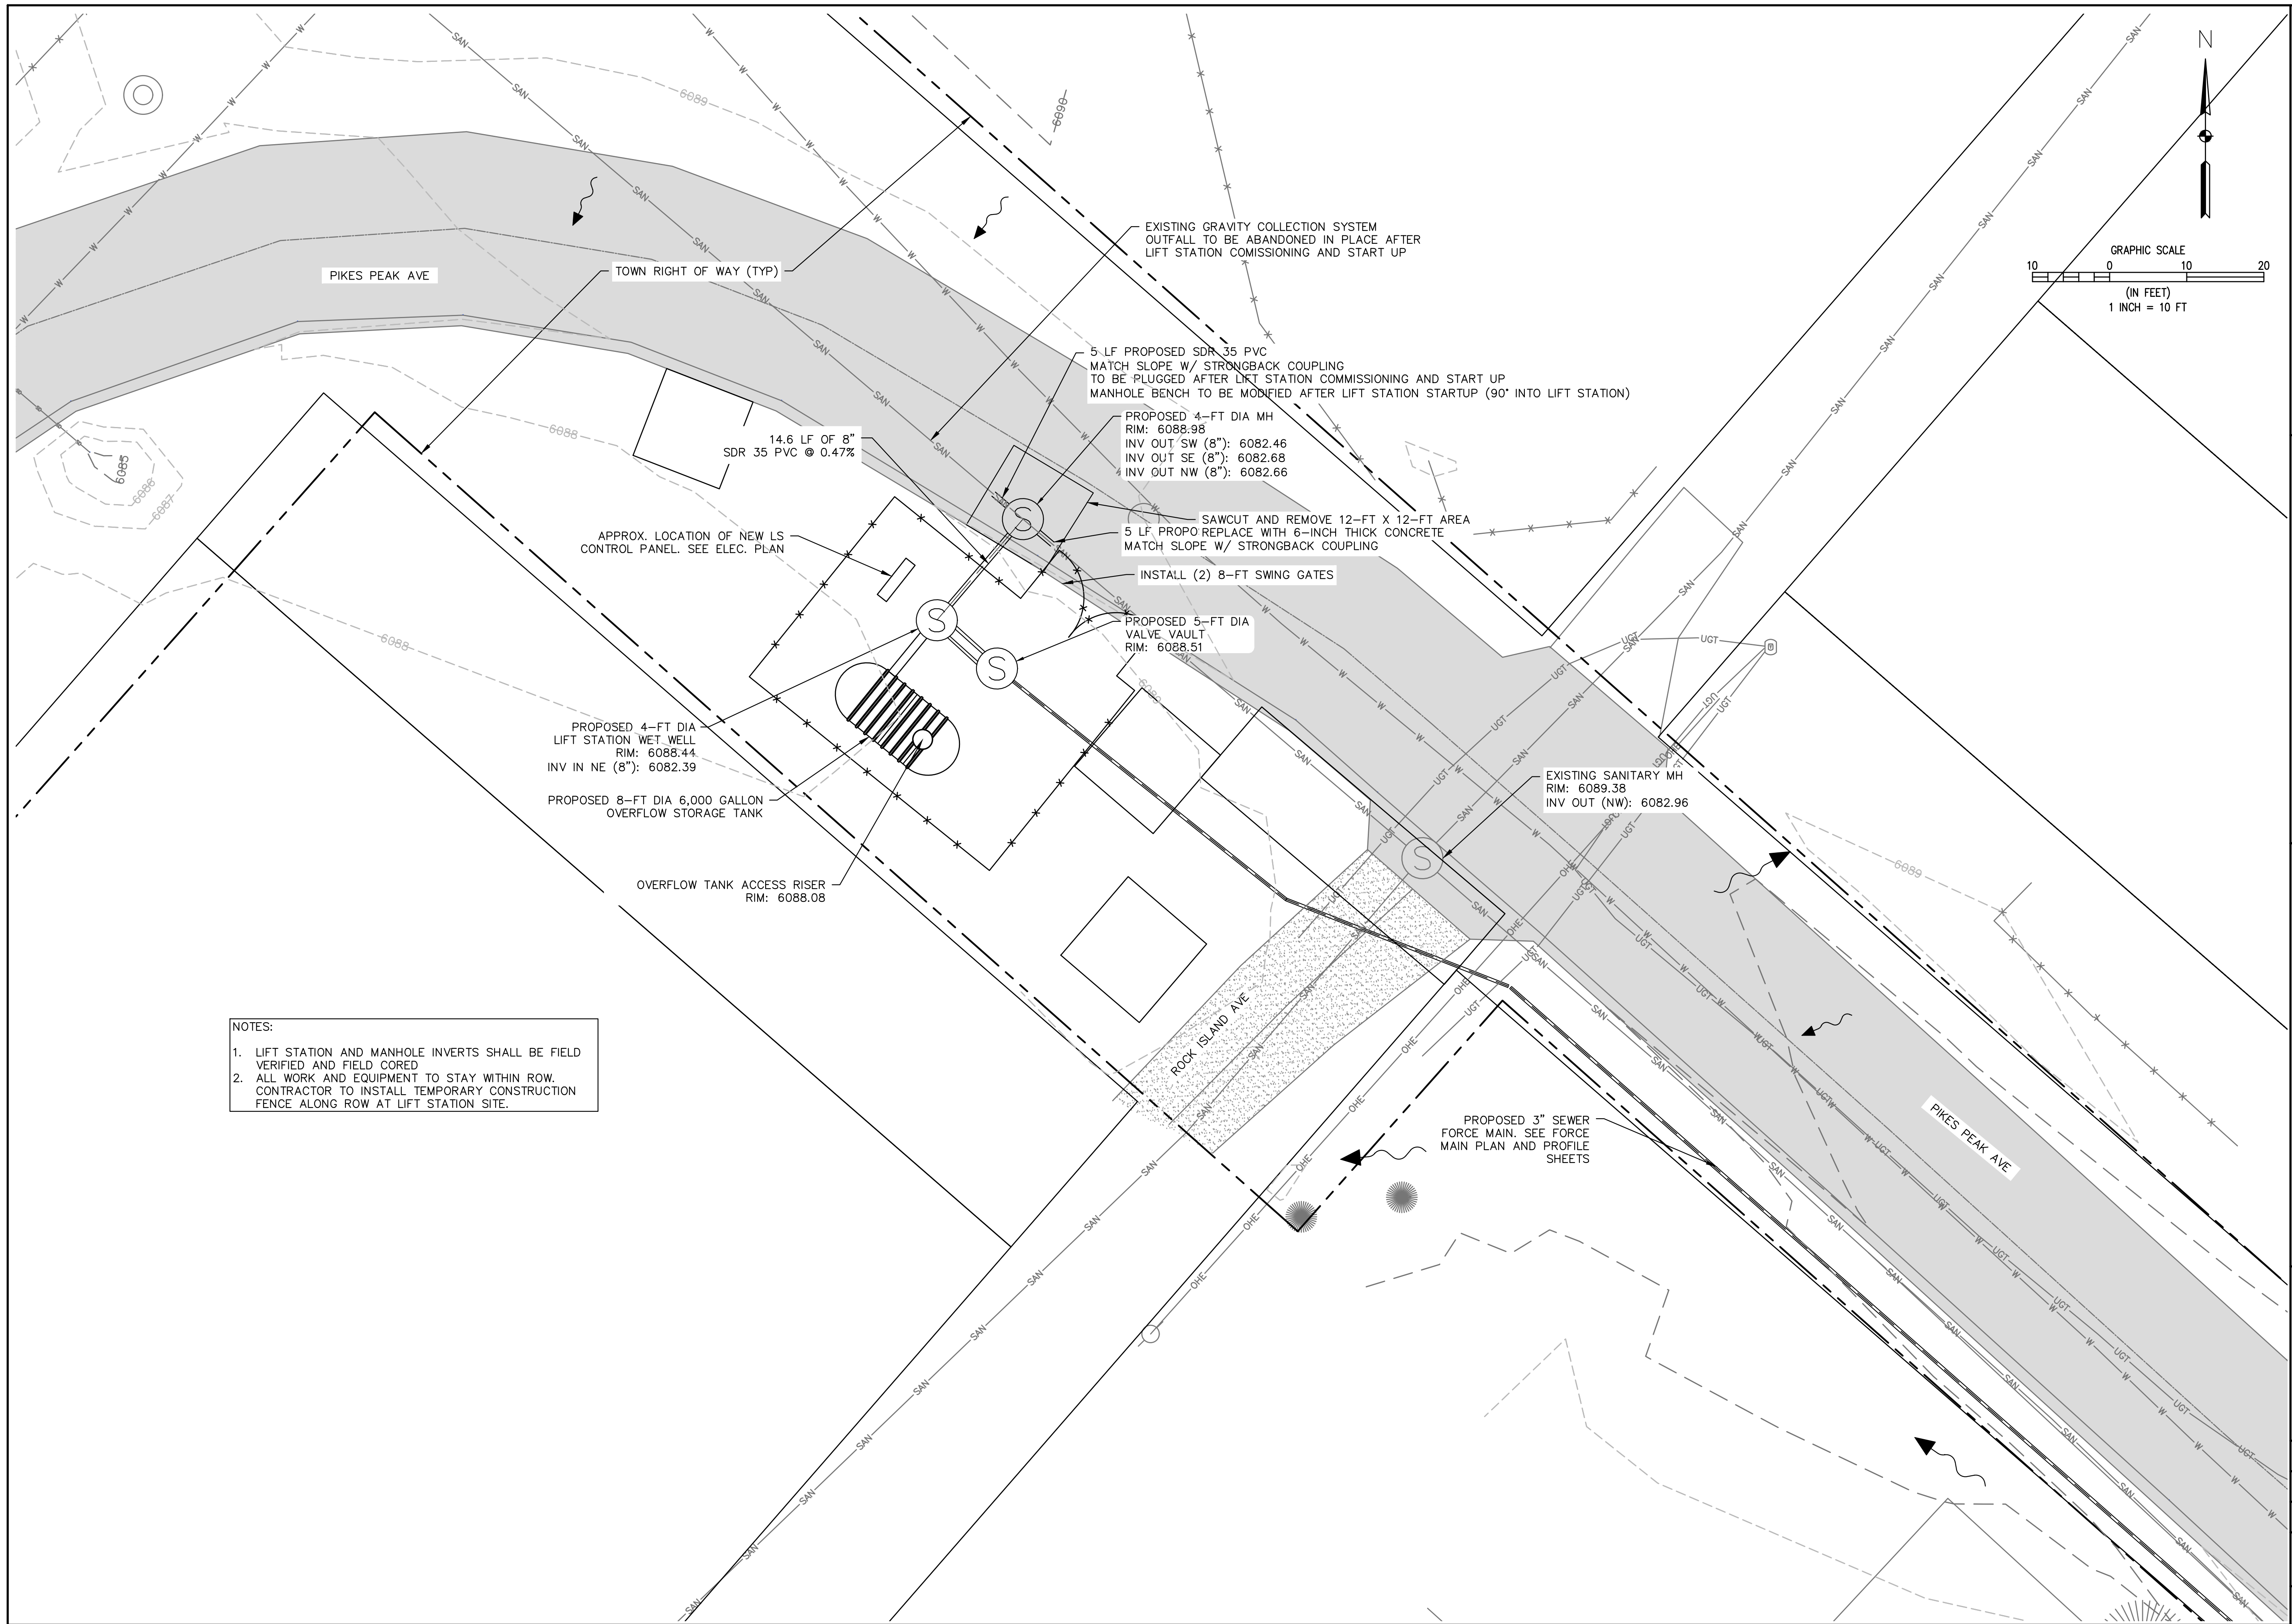 N
GRAPHIC SCALE
10 0 10 20
(IN FEET)
1 INCH = 10 FT
6089
6090
EXISTING GRAVITY COLLECTION SYSTEM
OUTFALL TO BE ABANDONED IN PLACE AFTER
LIFT STATION COMISSIONING AND START UP
PIKES PEAK AVE
TOWN RIGHT OF WAY (TYP)
5 LF PROPOSED SDR 35 PVC
MATCH SLOPE W/ STRONGBACK COUPLING
TO BE PLUGGED AFTER LIFT STATION COMMISSIONING AND START UP
MANHOLE BENCH TO BE MODIFIED AFTER LIFT STATION STARTUP (90° INTO LIFT STATION)
PROPOSED 4-FT DIA MH
RIM: 6088.98
INV OUT SW (8"): 6082.46
INV OUT SE (8"): 6082.68
INV OUT NW (8"): 6082.66
14.6 LF OF 8"
SDR 35 PVC @ 0.47%
6088
6085
6086
6087
SAWCUT AND REMOVE 12-FT X 12-FT AREA
REPLACE WITH 6-INCH THICK CONCRETE
5 LF PROPO
MATCH SLOPE W/ STRONGBACK COUPLING
APPROX. LOCATION OF NEW LS
CONTROL PANEL. SEE ELEC. PLAN
INSTALL (2) 8-FT SWING GATES
PROPOSED 5-FT DIA
VALVE VAULT
RIM: 6088.51
6088
PROPOSED 4-FT DIA
LIFT STATION WET WELL
RIM: 6088.44
INV IN NE (8"): 6082.39
PROPOSED 8-FT DIA 6,000 GALLON
OVERFLOW STORAGE TANK
OVERFLOW TANK ACCESS RISER
RIM: 6088.08
EXISTING SANITARY MH
RIM: 6089.38
INV OUT (NW): 6082.96
6089
ROCK ISLAND AVE
NOTES:
1. LIFT STATION AND MANHOLE INVERTS SHALL BE FIELD
VERIFIED AND FIELD CORED
2. ALL WORK AND EQUIPMENT TO STAY WITHIN ROW.
CONTRACTOR TO INSTALL TEMPORARY CONSTRUCTION
FENCE ALONG ROW AT LIFT STATION SITE.
PROPOSED 3" SEWER
FORCE MAIN. SEE FORCE
MAIN PLAN AND PROFILE
SHEETS
PIKES PEAK AVE
SAN
W
UGT
OHE
S